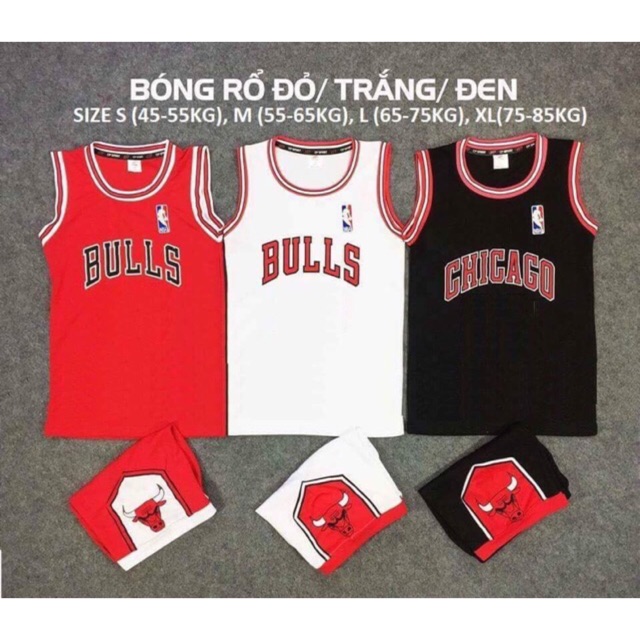 BÓNG RỔ ĐỎ/ TRẮNG/ ĐEN
SIZE S (45-55KG), M (55-65KG), L (65-75KG), XL(75-85KG)
BULLS
BULLS
CHICAGO